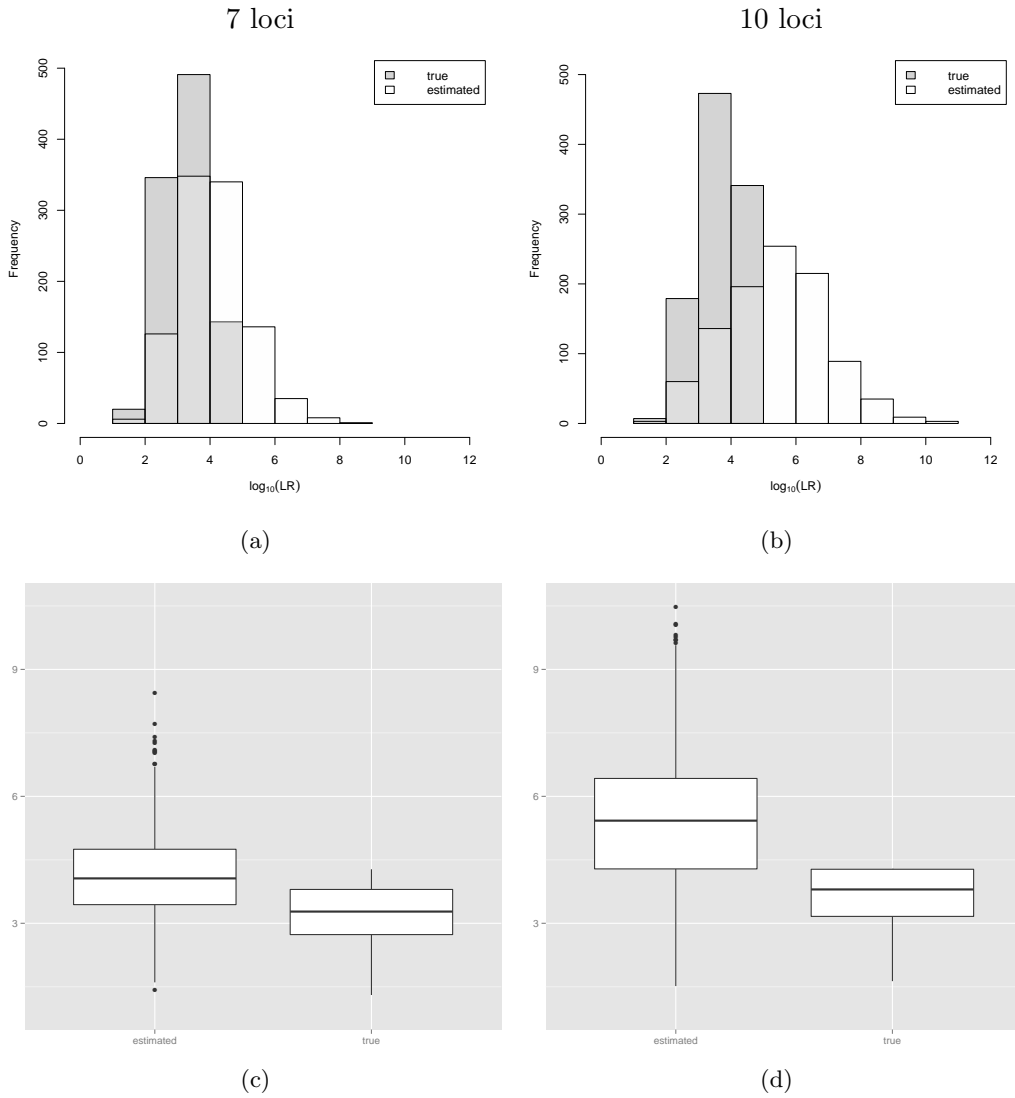 7 loci
10 loci
true
estimated
Frequency
0
100
200
300
400
500
0 2 4 6 8 10 12
log10(LR)
(a)
true
estimated
Frequency
0
100
200
300
400
500
0 2 4 6 8 10 12
log10(LR)
(b)
9
6
3
estimated true
(c)
9
6
3
estimated true
(d)